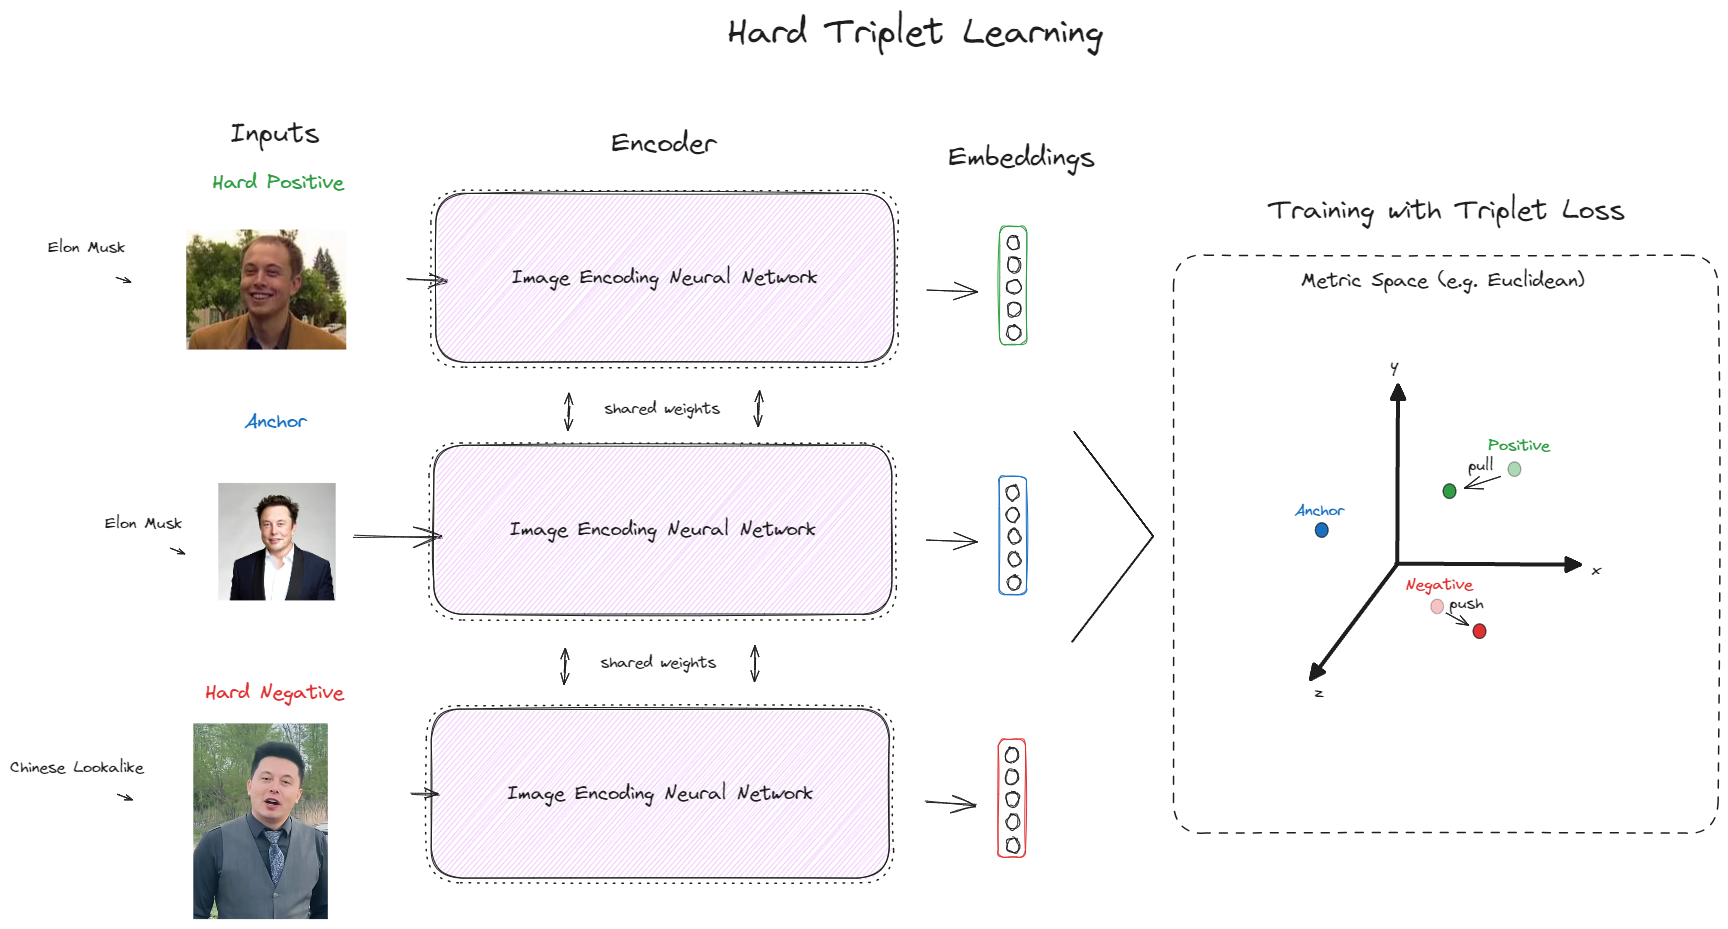 Hard Triplet Learning
Inputs
Encoder
Embeddings
Hard Positive
Elon Musk
Image Encoding Neural Network
shared weights
Anchor
Elon Musk
Image Encoding Neural Network
shared weights
Hard Negative
Chinese Lookalike
Image Encoding Neural Network
Training with Triplet Loss
Metric Space (e.g. Euclidean)
y
Positive
pull
Anchor
x
Negative
push
z